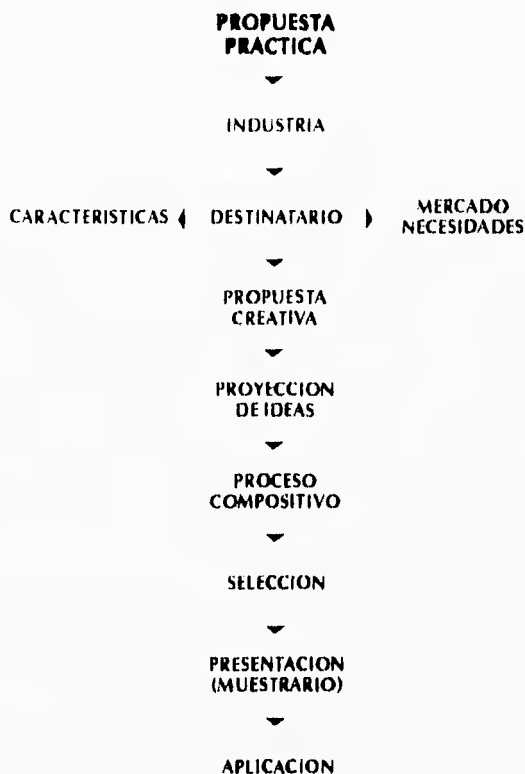 PROPUESTA
PRACTICA
INDUSTRIA
CARACTERISTICAS DESTINATARIO MERCADO
NECESIDADES
PROPUESTA
CREATIVA
PROYECCION
DE IDEAS
PROCESO
COMPOSITIVO
SELECCION
PRESENTACION
(MUESTRARIO)
APLICACION